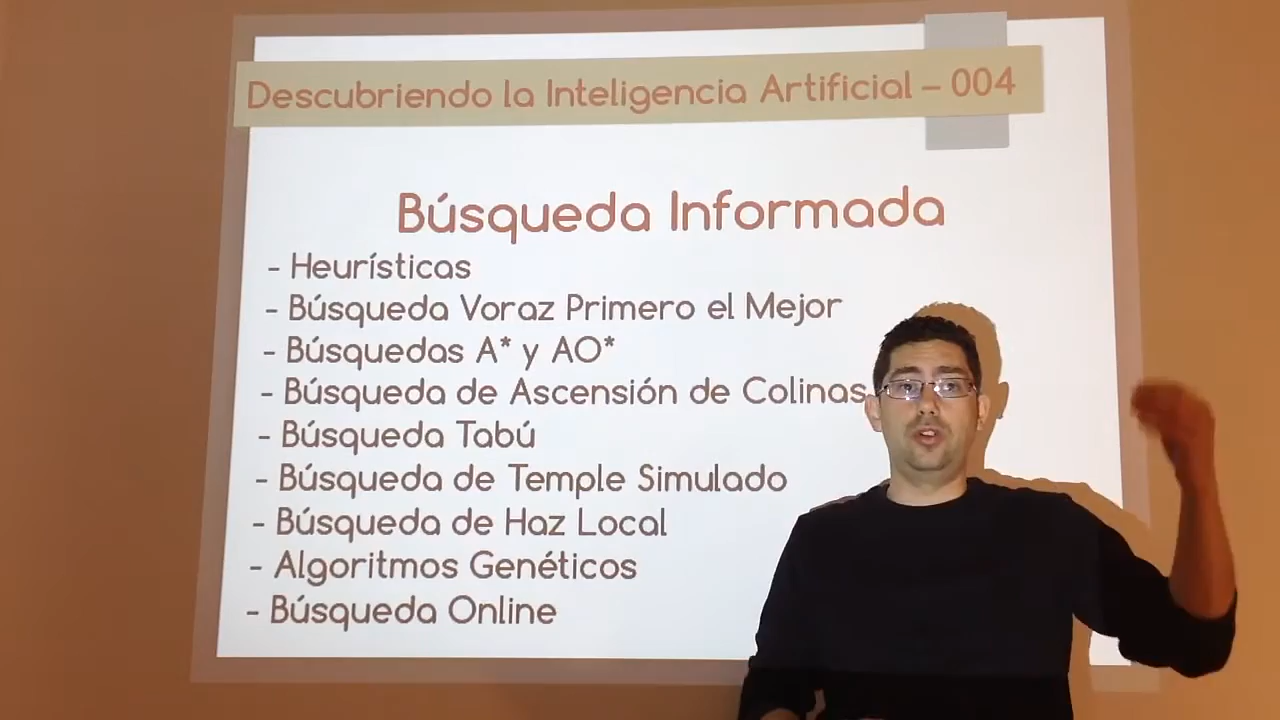 Descubriendo la Inteligencia Artificial – 004
Búsqueda Informada
- Heurísticas
- Búsqueda Voraz Primero el Mejor
- Búsquedas A* y AO*
- Búsqueda de Ascensión de Colinas
- Búsqueda Tabú
- Búsqueda de Temple Simulado
- Búsqueda de Haz Local
- Algoritmos Genéticos
- Búsqueda Online